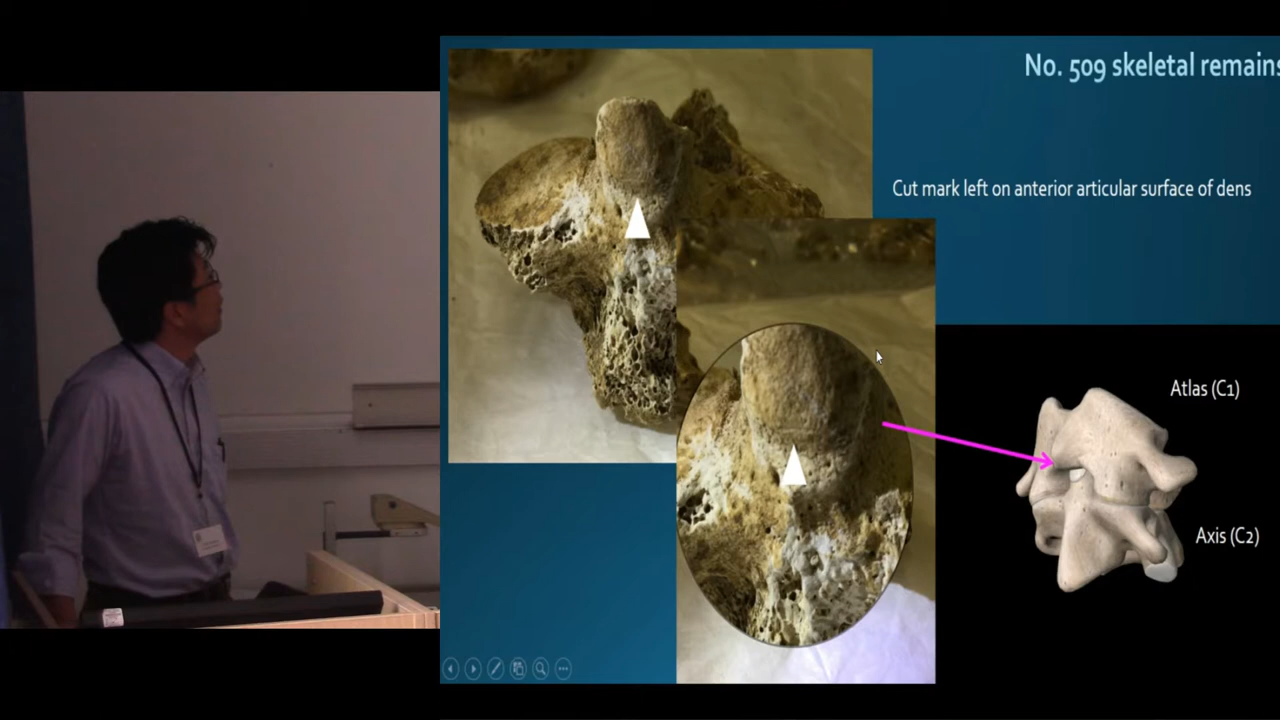 No. 509 skeletal remains
Cut mark left on anterior articular surface of dens
Atlas (C1)
Axis (C2)